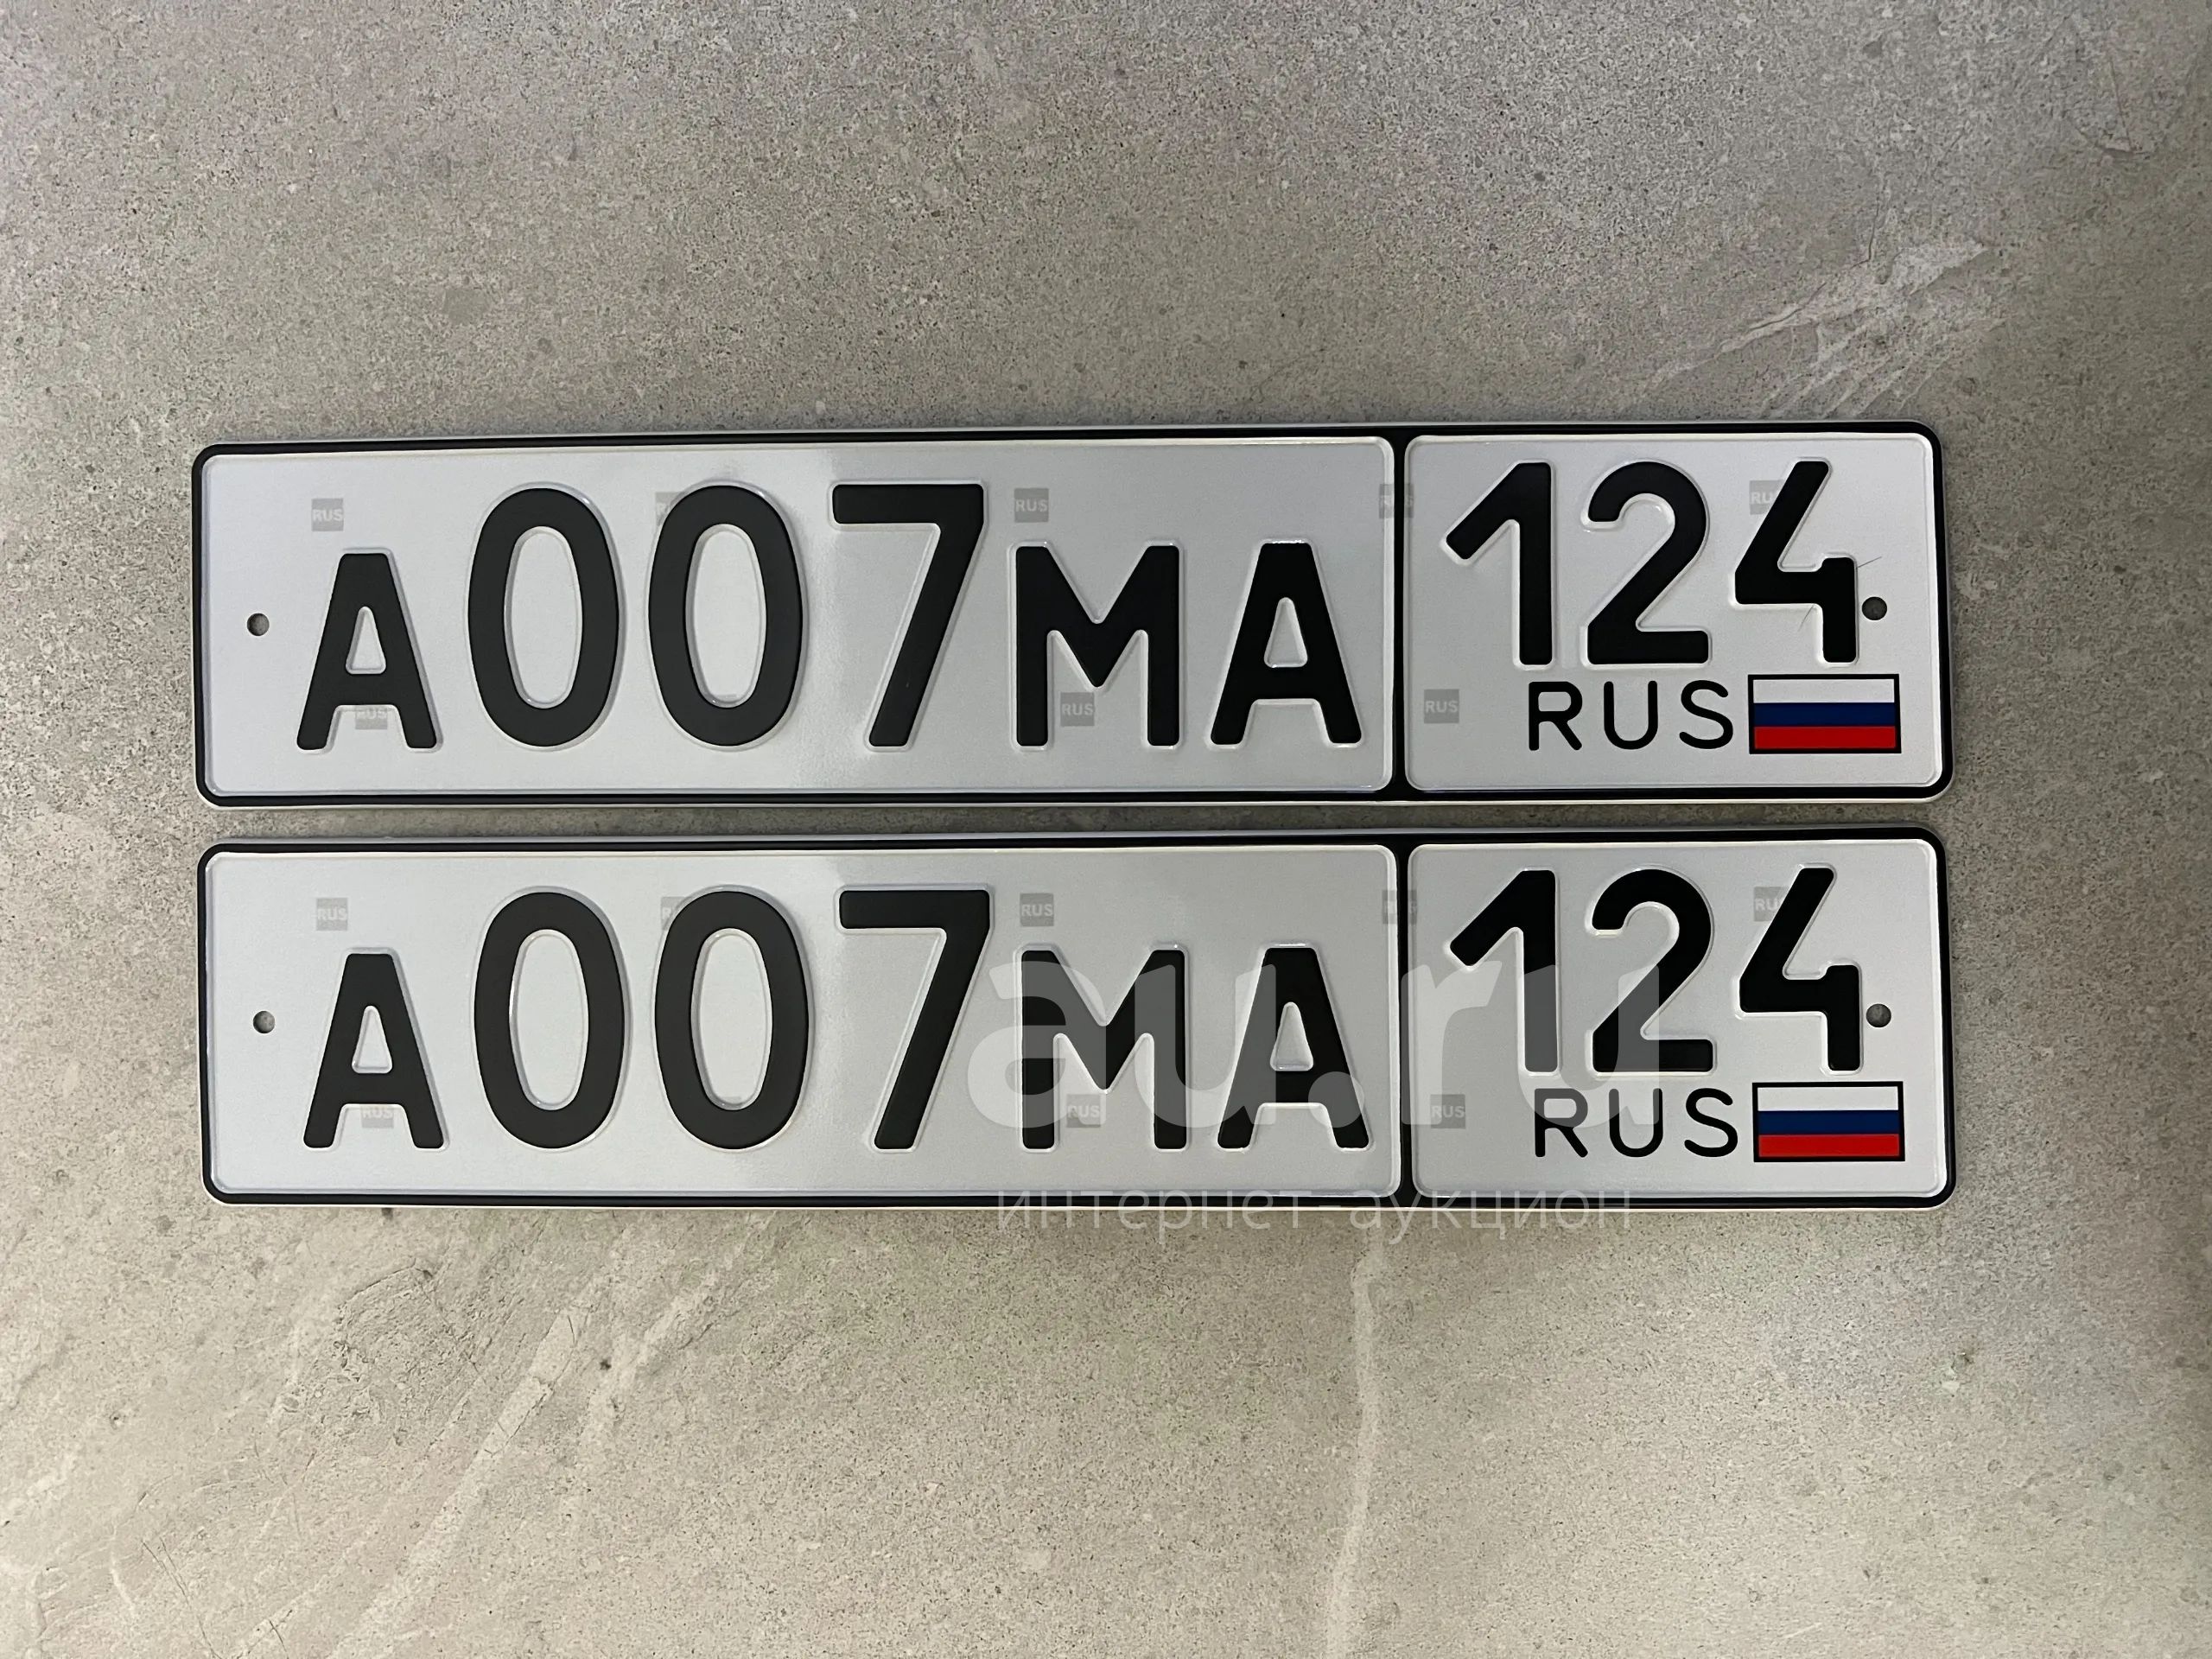 А007МА 124
RUS
А007МА 124
RUS
au.ru
интернет-аукцион